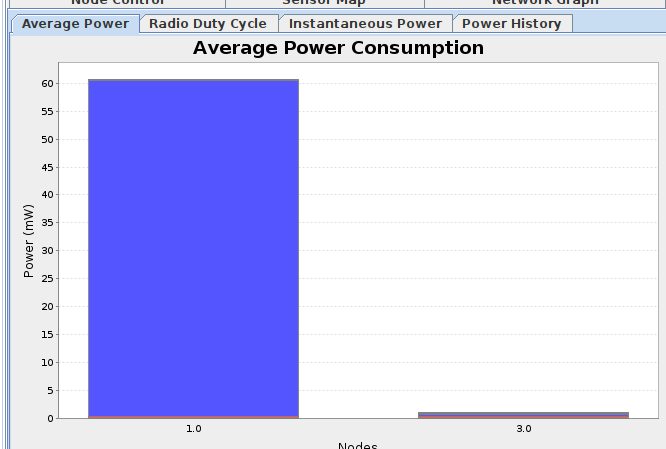 Node Control Sensor Map Network Graph
Average Power Radio Duty Cycle Instantaneous Power Power History
Average Power Consumption
60
55
50
45
40
35
30
25
20
15
10
5
0
Power (mW)
1.0 3.0
Nodes